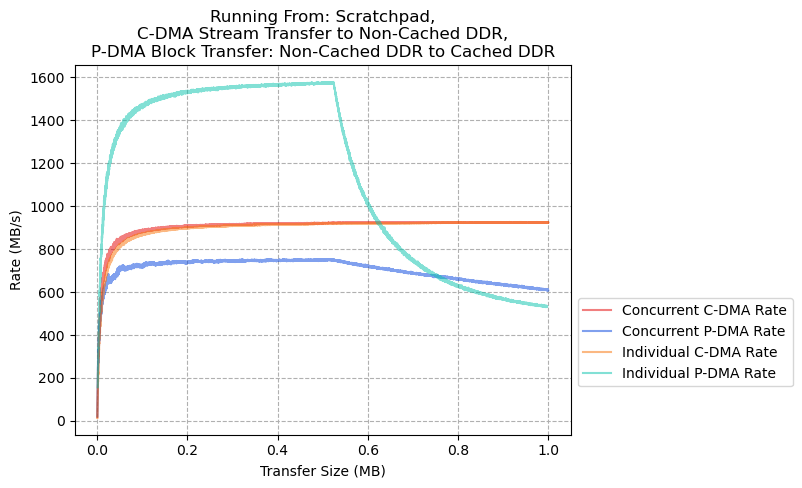 Running From: Scratchpad,
C-DMA Stream Transfer to Non-Cached DDR,
P-DMA Block Transfer: Non-Cached DDR to Cached DDR
Rate (MB/s)
1600
1400
1200
1000
800
600
400
200
0
0.0 0.2 0.4 0.6 0.8 1.0
Transfer Size (MB)
Concurrent C-DMA Rate
Concurrent P-DMA Rate
Individual C-DMA Rate
Individual P-DMA Rate